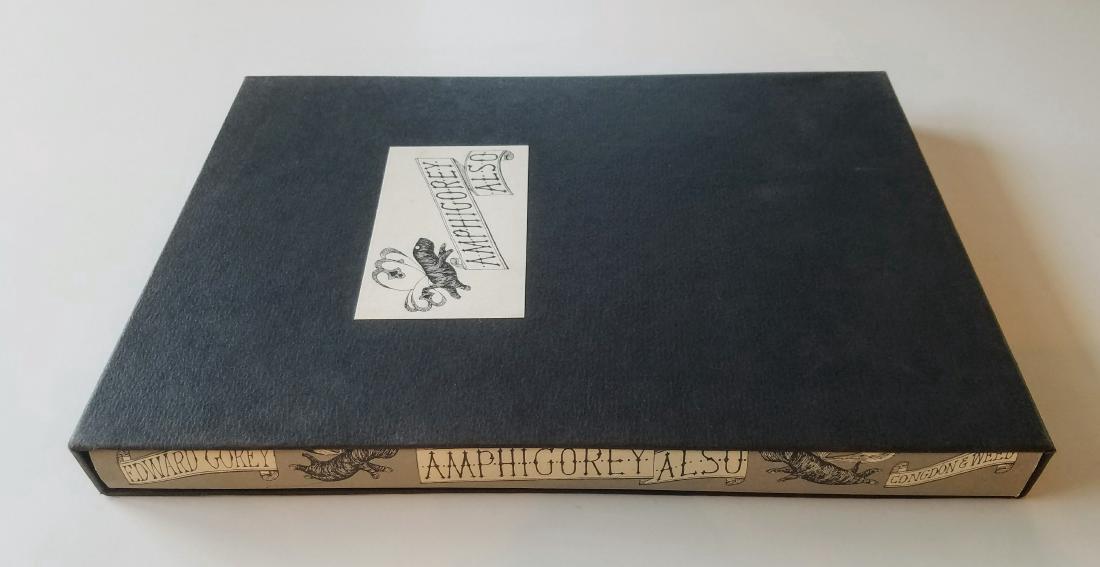 AMPHIGOREY
ALSO
EDWARD GOREY
AMPHIGOREY ALSO
CONGDON & WEED